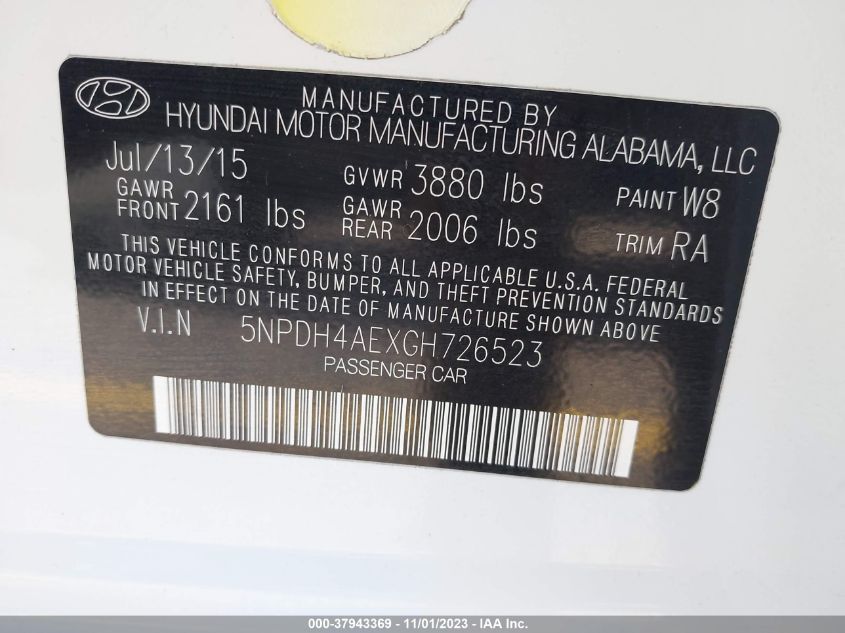 MANUFACTURED BY
HYUNDAI MOTOR MANUFACTURING ALABAMA, LLC
Jul/13/15 GVWR 3880 lbs PAINT W8
GAWR FRONT 2161 lbs GAWR REAR 2006 lbs TRIM RA
THIS VEHICLE CONFORMS TO ALL APPLICABLE U.S.A. FEDERAL
MOTOR VEHICLE SAFETY, BUMPER, AND THEFT PREVENTION STANDARDS
IN EFFECT ON THE DATE OF MANUFACTURE SHOWN ABOVE
V.I.N 5NPDH4AEXGH726523
PASSENGER CAR
000-37943369 - 11/01/2023 - dealers only